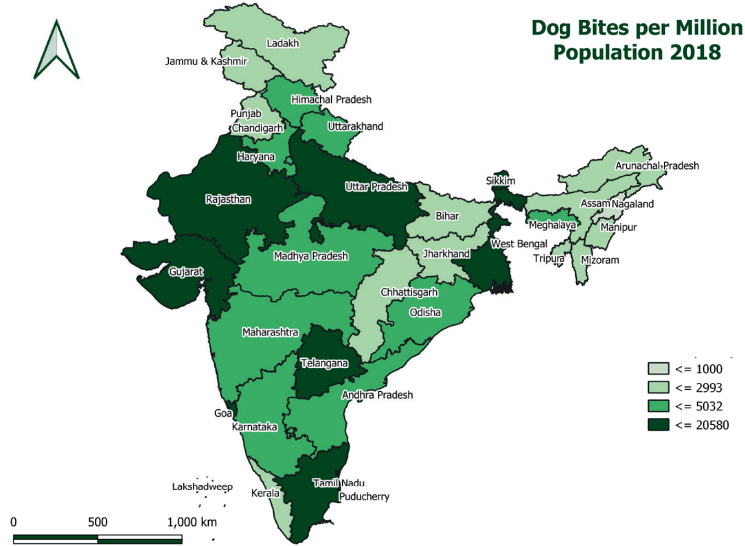 Dog Bites per Million
Population 2018
Ladakh
Jammu & Kashmir
Himachal Pradesh
Punjab
Chandigarh
Uttarakhand
Haryana
Arunachal Pradesh
Sikkim
Uttar Pradesh
Rajasthan
Assam
Nagaland
Bihar
Meghalaya
Manipur
West Bengal
Jharkhand
Tripura
Mizoram
Madhya Pradesh
Gujarat
Chhattisgarh
Odisha
Maharashtra
Telangana
<= 1000
<= 2993
<= 5032
<= 20580
Andhra Pradesh
Goa
Karnataka
Lakshadweep
Kerala
Tamil Nadu
Puducherry
0 500 1,000 km